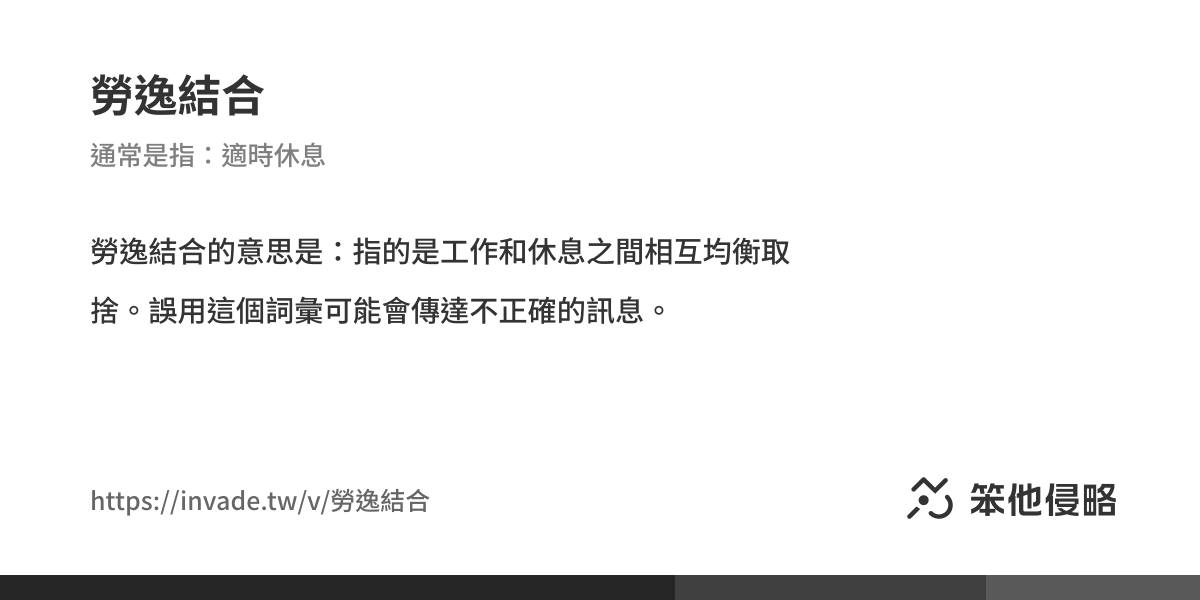 勞逸結合
通常是指：適時休息
勞逸結合的意思是：指的是工作和休息之間相互均衡取
捨。誤用這個詞彙可能會傳達不正確的訊息。
https://invade.tw/v/勞逸結合
笨他侵略